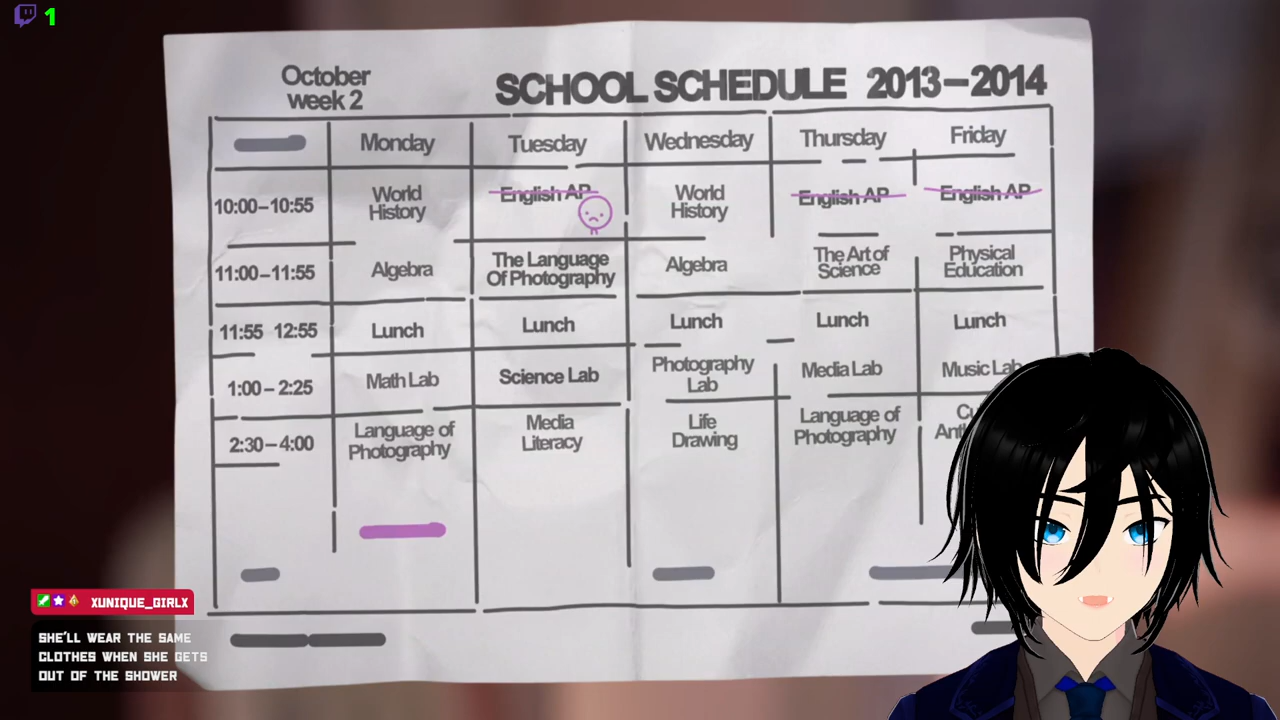 1
October
week 2
SCHOOL SCHEDULE 2013-2014
Monday Tuesday Wednesday Thursday Friday
10:00-10:55
World
History
English AP
World
History
English AP
English AP
11:00-11:55
Algebra
The Language
Of Photography
Algebra
The Art of
Science
Physical
Education
11:55 12:55
Lunch
Lunch
Lunch
Lunch
Lunch
1:00-2:25
Math Lab
Science Lab
Photography
Lab
Media Lab
Music Lab
2:30-4:00
Language of
Photography
Media
Literacy
Life
Drawing
Language of
Photography
XUNIQUE_GIRLX
SHE'LL WEAR THE SAME
CLOTHES WHEN SHE GETS
OUT OF THE SHOWER